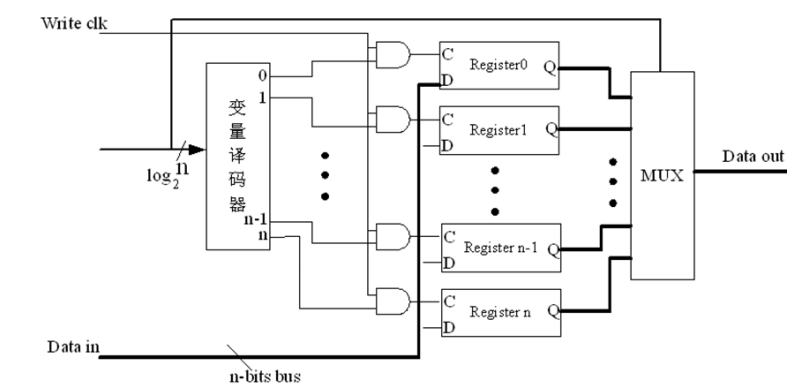 Write clk
0
1
变
量
译
码
器
n-1
n
log2n
C
D
Register0
Q
C
D
Register1
Q
C
D
Register n-1
Q
C
D
Register n
Q
MUX
Data out
Data in
n-bits bus